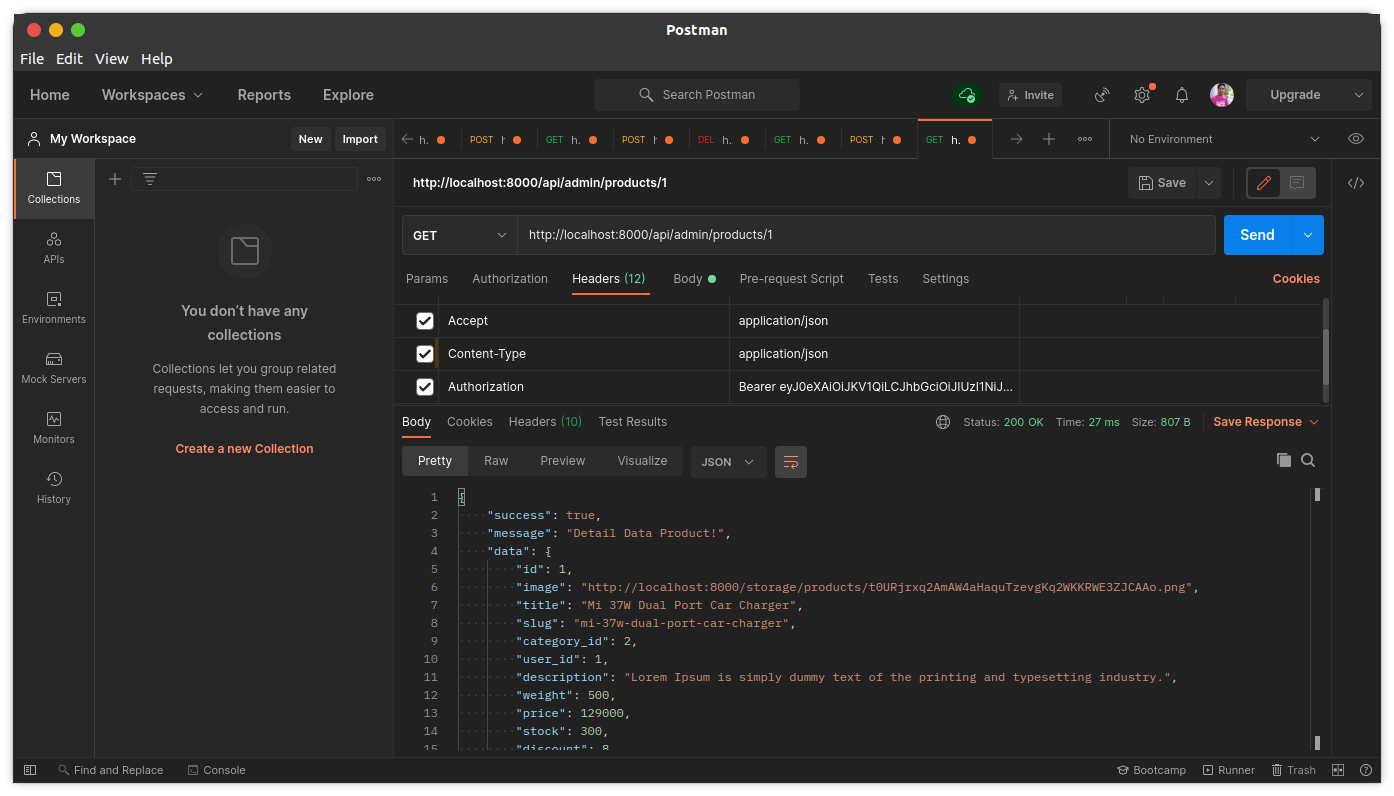 Postman
File Edit View Help
Home Workspaces Reports Explore Search Postman Invite Upgrade
My Workspace New Import h. POST h GET h. POST h DEL h. GET h. POST h GET h. No Environment
Collections
APIs
Environments
Mock Servers
Monitors
History
You don’t have any
collections
Collections let you group related
requests, making them easier to
access and run.
Create a new Collection
http://localhost:8000/api/admin/products/1 Save
GET http://localhost:8000/api/admin/products/1 Send
Params Authorization Headers (12) Body Pre-request Script Tests Settings Cookies
Accept application/json
Content-Type application/json
Authorization Bearer eyJ0eXAiOiJKV1QiLCJhbGciOiJIUzI1NiJ...
Body Cookies Headers (10) Test Results Status: 200 OK Time: 27 ms Size: 807 B Save Response
Pretty Raw Preview Visualize JSON
1 {
2 "success": true,
3 "message": "Detail Data Product!",
4 "data": {
5 "id": 1,
6 "image": "http://localhost:8000/storage/products/t0URjrxq2AmAW4aHaquTzevgKq2WKKRWE3ZJCAAo.png",
7 "title": "Mi 37W Dual Port Car Charger",
8 "slug": "mi-37w-dual-port-car-charger",
9 "category_id": 2,
10 "user_id": 1,
11 "description": "Lorem Ipsum is simply dummy text of the printing and typesetting industry.",
12 "weight": 500,
13 "price": 129000,
14 "stock": 300,
15 "discount": 8
Find and Replace Console Bootcamp Runner Trash